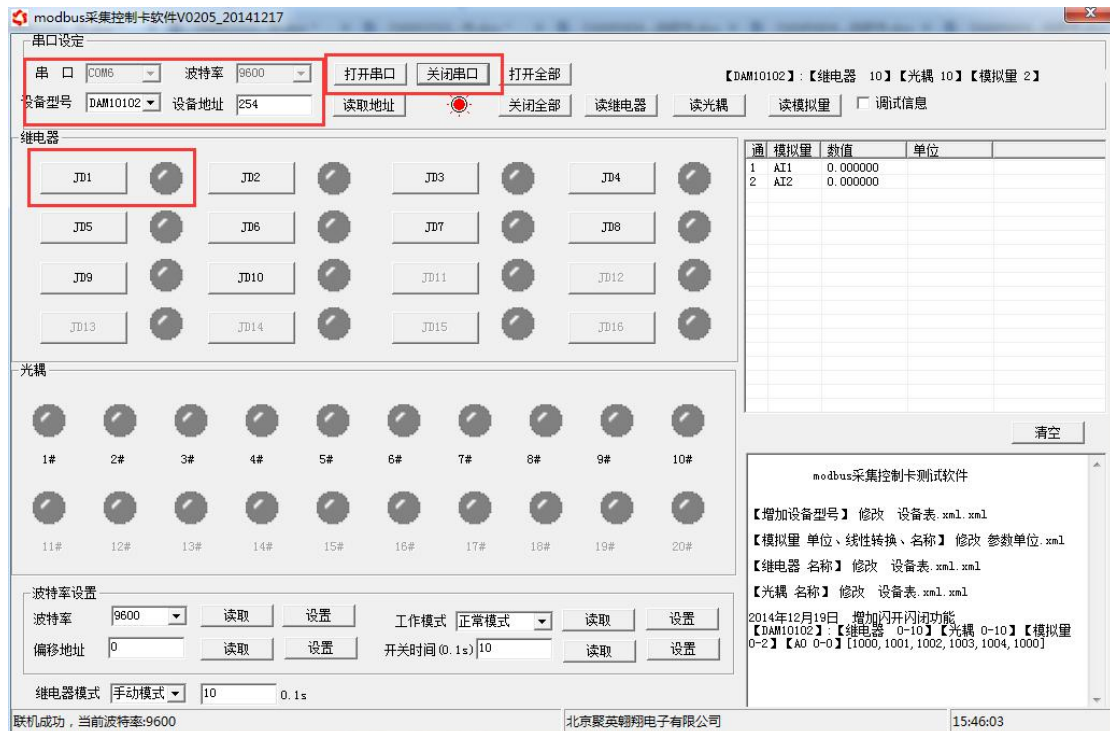 modbus采集控制卡软件V0205_20141217
串口设定
串 口 COM6 波特率 9600 打开串口 关闭串口 打开全部 【DAM10102】:【继电器 10】【光耦 10】【模拟量 2】
设备型号 DAM10102 设备地址 254 读取地址 关闭全部 读继电器 读光耦 读模拟量 调试信息
继电器
JD1 JD2 JD3 JD4
JD5 JD6 JD7 JD8
JD9 JD10 JD11 JD12
JD13 JD14 JD15 JD16
通 模拟量 数值 单位
1 AI1 0.000000
2 AI2 0.000000
清空
光耦
1# 2# 3# 4# 5# 6# 7# 8# 9# 10#
11# 12# 13# 14# 15# 16# 17# 18# 19# 20#
modbus采集控制卡测试软件
【增加设备型号】 修改 设备表.xml.xml
【模拟量 单位、线性转换、名称】 修改 参数单位.xml
【继电器 名称】 修改 设备表.xml.xml
【光耦 名称】 修改 设备表.xml.xml
2014年12月19日 增加闪开闪闭功能
【DAM10102】:【继电器 0-10】【光耦 0-10】【模拟量
0-2】【AO 0-0】[1000,1001,1002,1003,1004,1000]
波特率设置
波特率 9600 读取 设置 工作模式 正常模式 读取 设置
偏移地址 0 读取 设置 开关时间(0.1s) 10 读取 设置
继电器模式 手动模式 10 0.1s
联机成功，当前波特率:9600 北京聚英翱翔电子有限公司 15:46:03